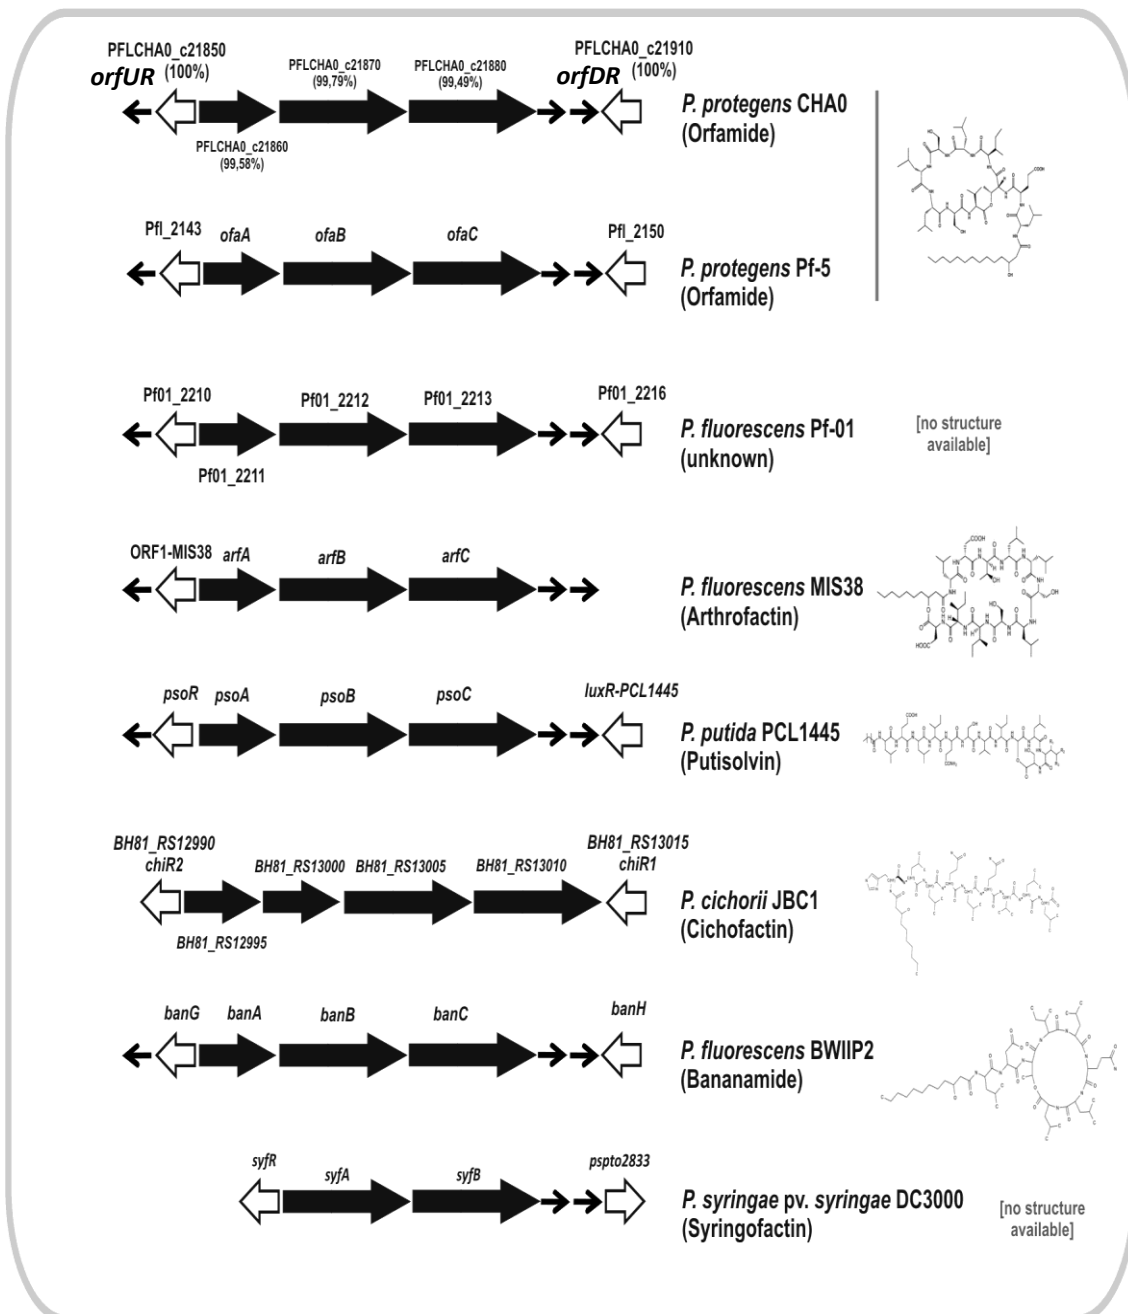 PFLCHA0_c21850
(100%)
orfUR
PFLCHA0_c21870
(99,79%)
PFLCHA0_c21880
(99,49%)
PFLCHA0_c21910
(100%)
orfDR
PFLCHA0_c21860
(99,58%)
P. protegens CHA0
(Orfamide)
Pfl_2143
ofaA
ofaB
ofaC
Pfl_2150
P. protegens Pf-5
(Orfamide)
Pf01_2210
Pf01_2212
Pf01_2213
Pf01_2216
Pf01_2211
P. fluorescens Pf-01
(unknown)
[no structure
available]
ORF1-MIS38
arfA
arfB
arfC
P. fluorescens MIS38
(Arthrofactin)
psoR
psoA
psoB
psoC
luxR-PCL1445
P. putida PCL1445
(Putisolvin)
BH81_RS12990
chiR2
BH81_RS13000
BH81_RS13005
BH81_RS13010
BH81_RS13015
chiR1
BH81_RS12995
P. cichorii JBC1
(Cichofactin)
banG
banA
banB
banC
banH
P. fluorescens BWIIP2
(Bananamide)
syfR
syfA
syfB
pspto2833
P. syringae pv. syringae DC3000
(Syringofactin)
[no structure
available]